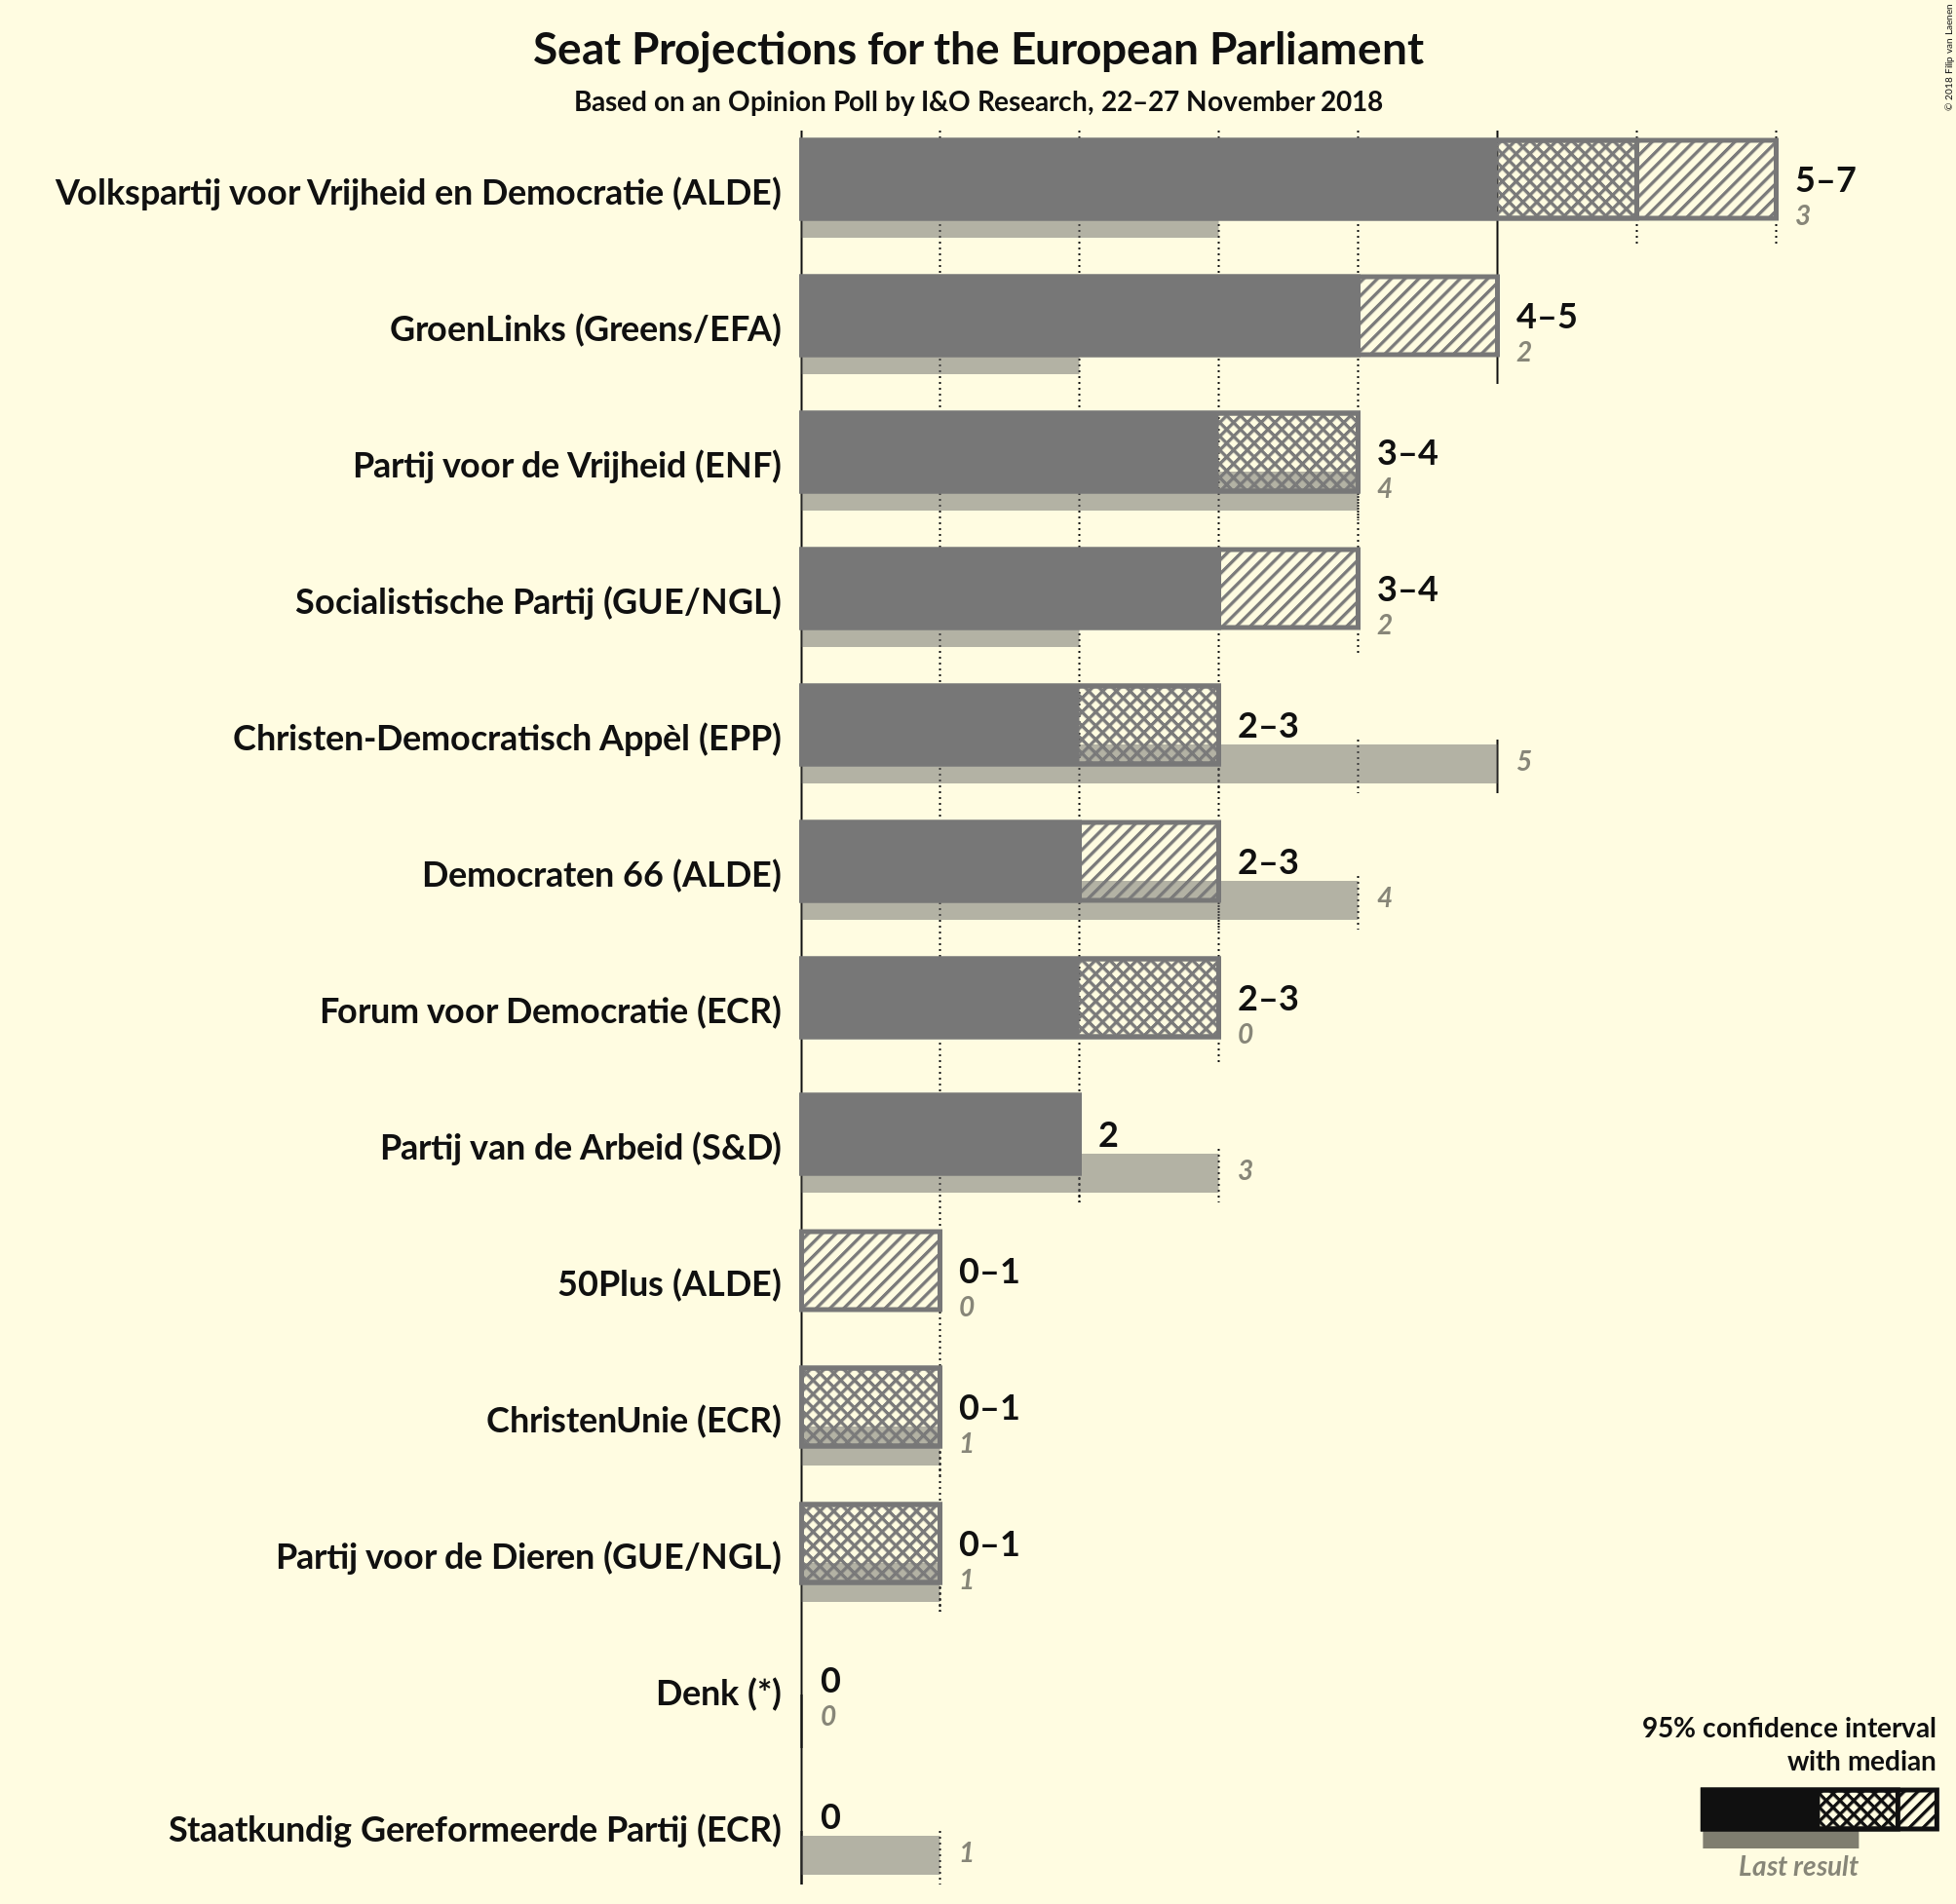 Seat Projections for the European Parliament
Based on an Opinion Poll by I&O Research, 22–27 November 2018
© 2018 Filip van Laenen
Volkspartij voor Vrijheid en Democratie (ALDE)
5–7
3
GroenLinks (Greens/EFA)
4–5
2
Partij voor de Vrijheid (ENF)
3–4
4
Socialistische Partij (GUE/NGL)
3–4
2
Christen-Democratisch Appèl (EPP)
2–3
5
Democraten 66 (ALDE)
2–3
4
Forum voor Democratie (ECR)
2–3
0
Partij van de Arbeid (S&D)
2
3
50Plus (ALDE)
0–1
0
ChristenUnie (ECR)
0–1
1
Partij voor de Dieren (GUE/NGL)
0–1
1
Denk (*)
0
0
Staatkundig Gereformeerde Partij (ECR)
0
1
95% confidence interval
with median
Last result